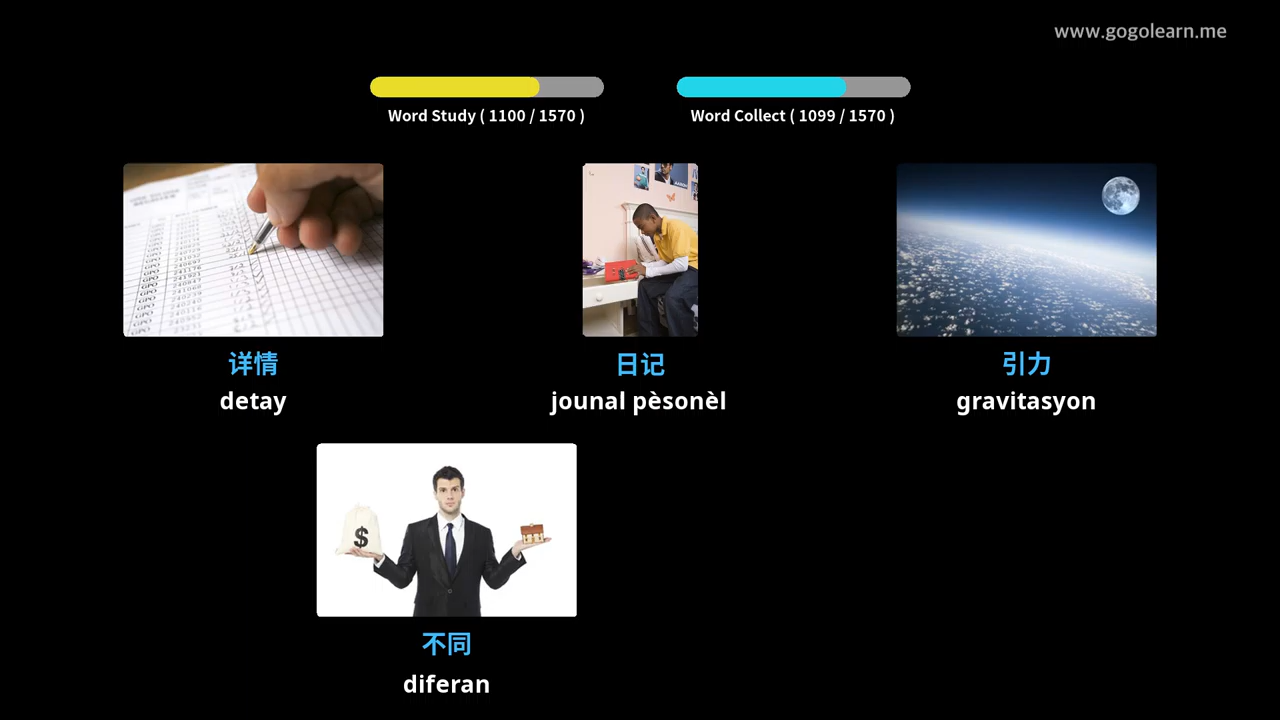 www.gogolearn.me
Word Study ( 1100 / 1570 )
Word Collect ( 1099 / 1570 )
详情
detay
日记
jounal pèsonèl
引力
gravitasyon
$
不同
diferan